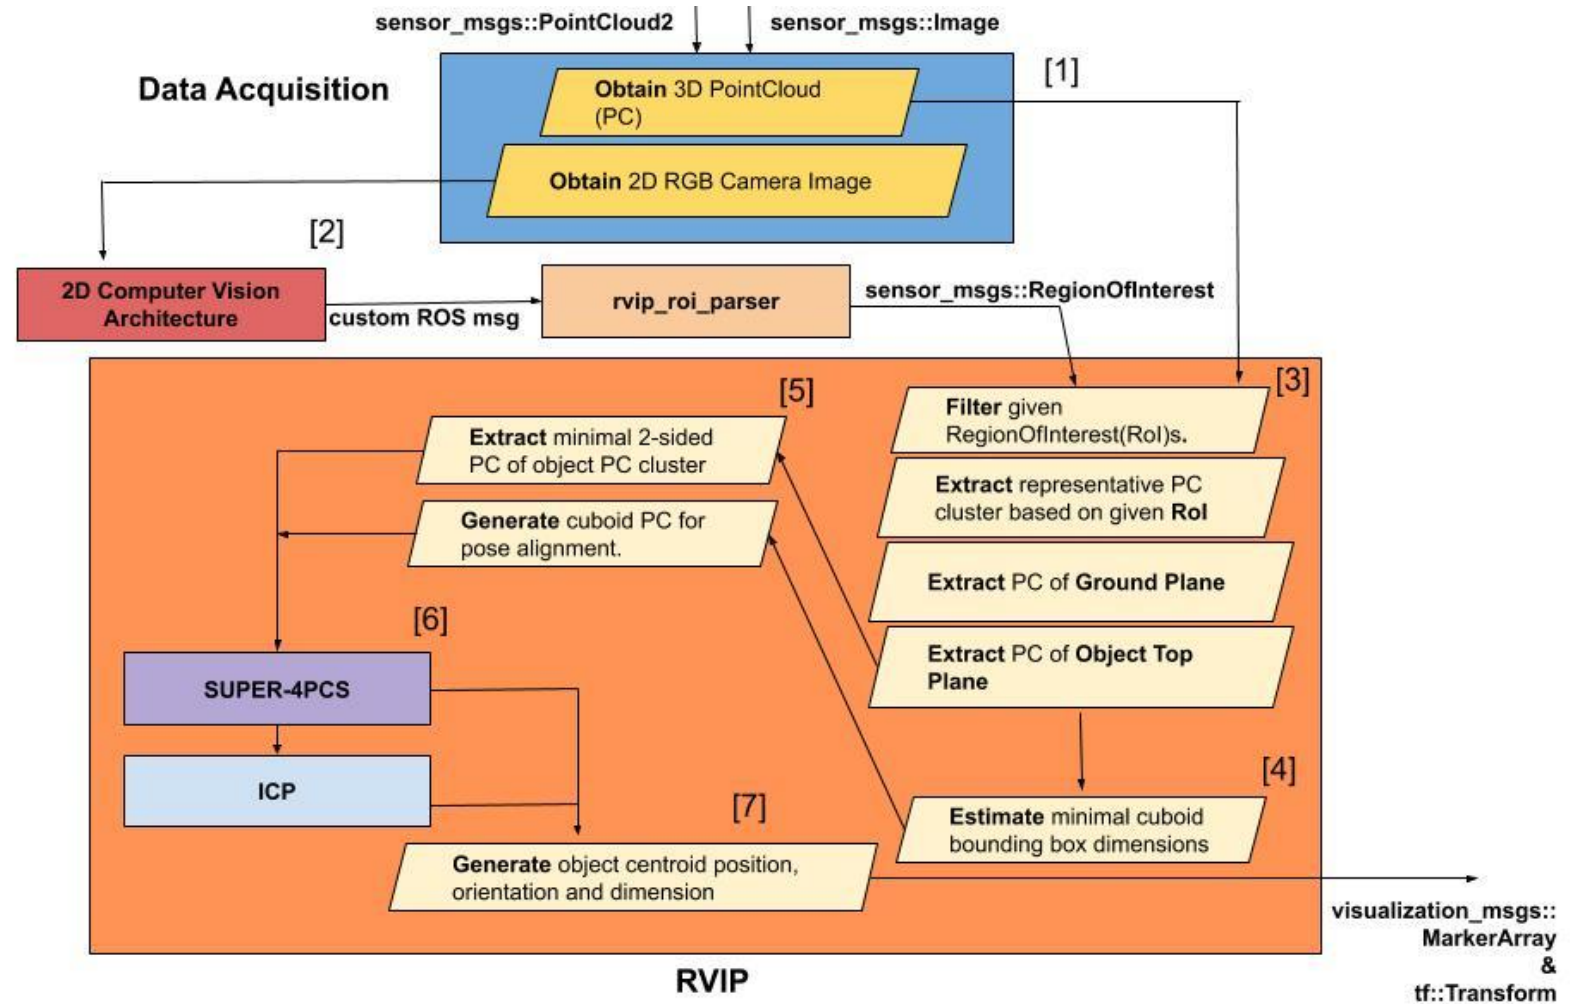 sensor_msgs::PointCloud2
sensor_msgs::Image
Data Acquisition
[1]
Obtain 3D PointCloud
(PC)
Obtain 2D RGB Camera Image
[2]
2D Computer Vision
Architecture
custom ROS msg
rvip_roi_parser
sensor_msgs::RegionOfInterest
[3]
Filter given
RegionOfInterest(RoI)s.
Extract representative PC
cluster based on given RoI
Extract PC of Ground Plane
Extract PC of Object Top
Plane
[4]
Estimate minimal cuboid
bounding box dimensions
[5]
Extract minimal 2-sided
PC of object PC cluster
Generate cuboid PC for
pose alignment.
[6]
SUPER-4PCS
ICP
[7]
Generate object centroid position,
orientation and dimension
visualization_msgs::
MarkerArray
&
tf::Transform
RVIP